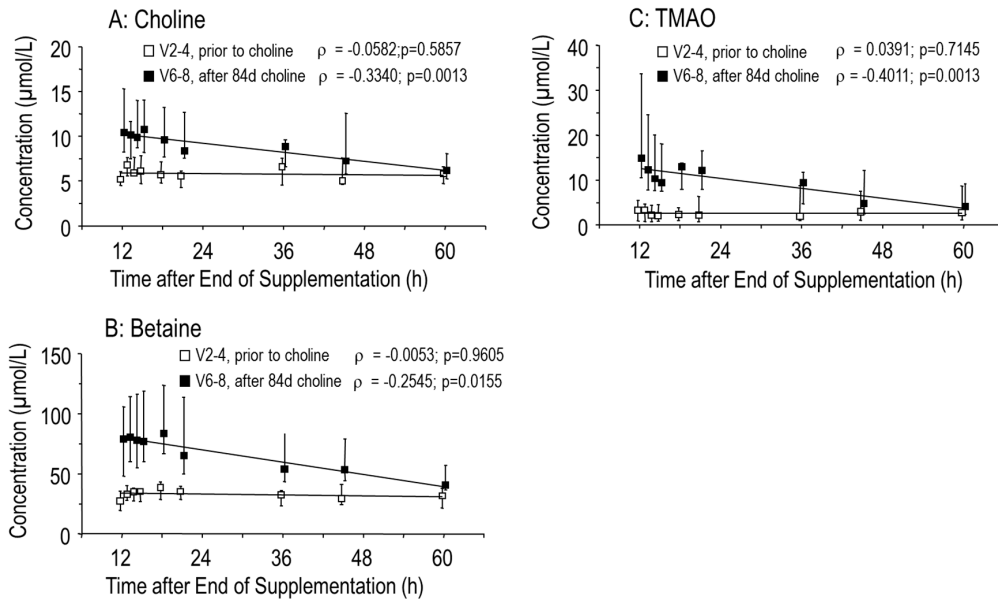 A: Choline
V2-4, prior to choline ρ = -0.0582;p=0.5857
V6-8, after 84d choline ρ = -0.3340; p=0.0013
Concentration (µmol/L)
20
15
10
5
0
12 24 36 48 60
Time after End of Supplementation (h)
C: TMAO
V2-4, prior to choline ρ = 0.0391; p=0.7145
V6-8, after 84d choline ρ = -0.4011; p=0.0013
Concentration (µmol/L)
40
30
20
10
0
12 24 36 48 60
Time after End of Supplementation (h)
B: Betaine
V2-4, prior to choline ρ = -0.0053; p=0.9605
V6-8, after 84d choline ρ = -0.2545; p=0.0155
Concentration (µmol/L)
150
100
50
0
12 24 36 48 60
Time after End of Supplementation (h)